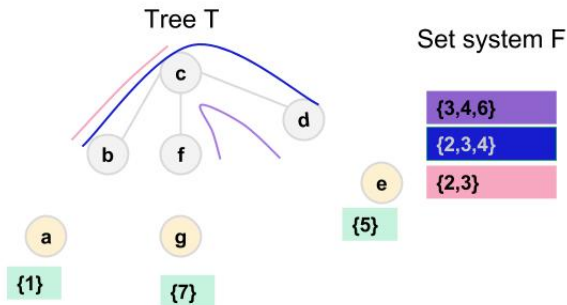 Tree T
Set system F
c
{3,4,6}
d
{2,3,4}
b
f
e
{2,3}
{5}
a
g
{1}
{7}